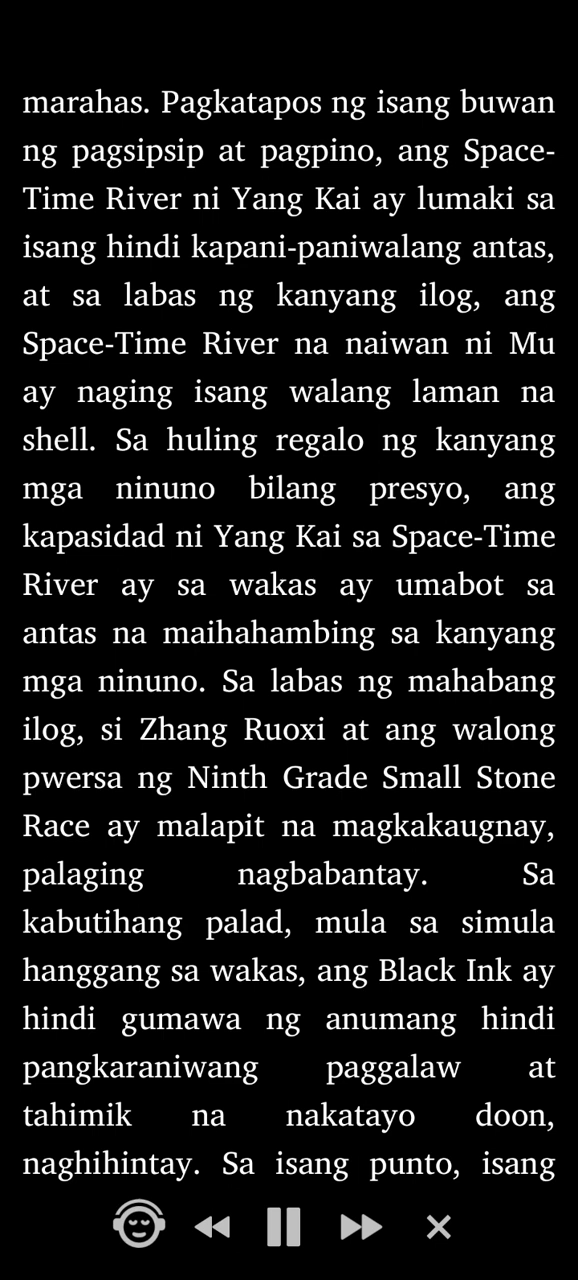 marahas. Pagkatapos ng isang buwan
ng pagsipsip at pagpino, ang Space-
Time River ni Yang Kai ay lumaki sa
isang hindi kapani-paniwalang antas,
at sa labas ng kanyang ilog, ang
Space-Time River na naiwan ni Mu
ay naging isang walang laman na
shell. Sa huling regalo ng kanyang
mga ninuno bilang presyo, ang
kapasidad ni Yang Kai sa Space-Time
River ay sa wakas ay umabot sa
antas na maihahambing sa kanyang
mga ninuno. Sa labas ng mahabang
ilog, si Zhang Ruoxi at ang walong
pwersa ng Ninth Grade Small Stone
Race ay malapit na magkakaugnay,
palaging nagbabantay. Sa
kabutihang palad, mula sa simula
hanggang sa wakas, ang Black Ink ay
hindi gumawa ng anumang hindi
pangkaraniwang paggalaw at
tahimik na nakatayo doon,
naghihintay. Sa isang punto, isang